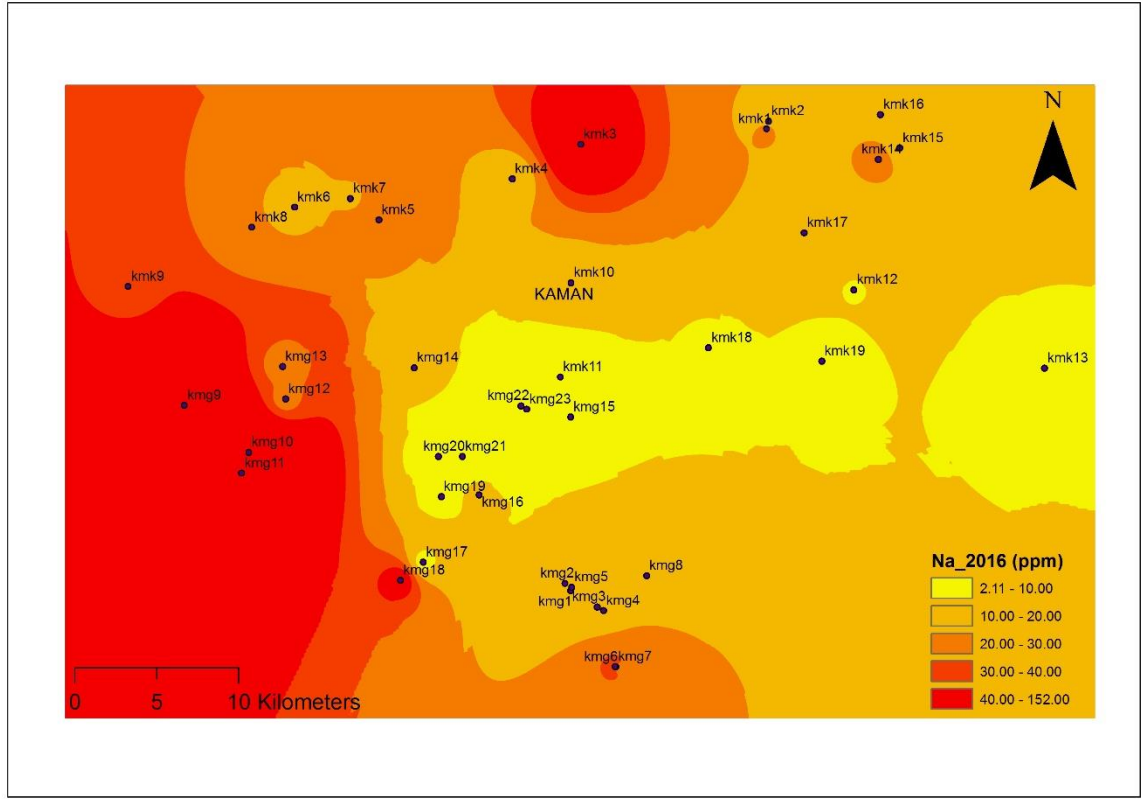 N
kmk16
kmk1 kmk2
kmk3
kmk14 kmk15
kmk4
kmk7
kmk6
kmk5
kmk8
kmk17
kmk9
kmk10
KAMAN
kmk12
kmk18
kmk19
kmk13
kmg13
kmg14
kmk11
kmg12
kmg9
kmg22 kmg23
kmg15
kmg20 kmg21
kmg10
kmg11
kmg19
kmg16
kmg17
kmg18
kmg8
kmg2 kmg5
kmg1
kmg3 kmg4
kmg6 kmg7
Na_2016 (ppm)
2.11 - 10.00
10.00 - 20.00
20.00 - 30.00
30.00 - 40.00
40.00 - 152.00
0 5 10 Kilometers